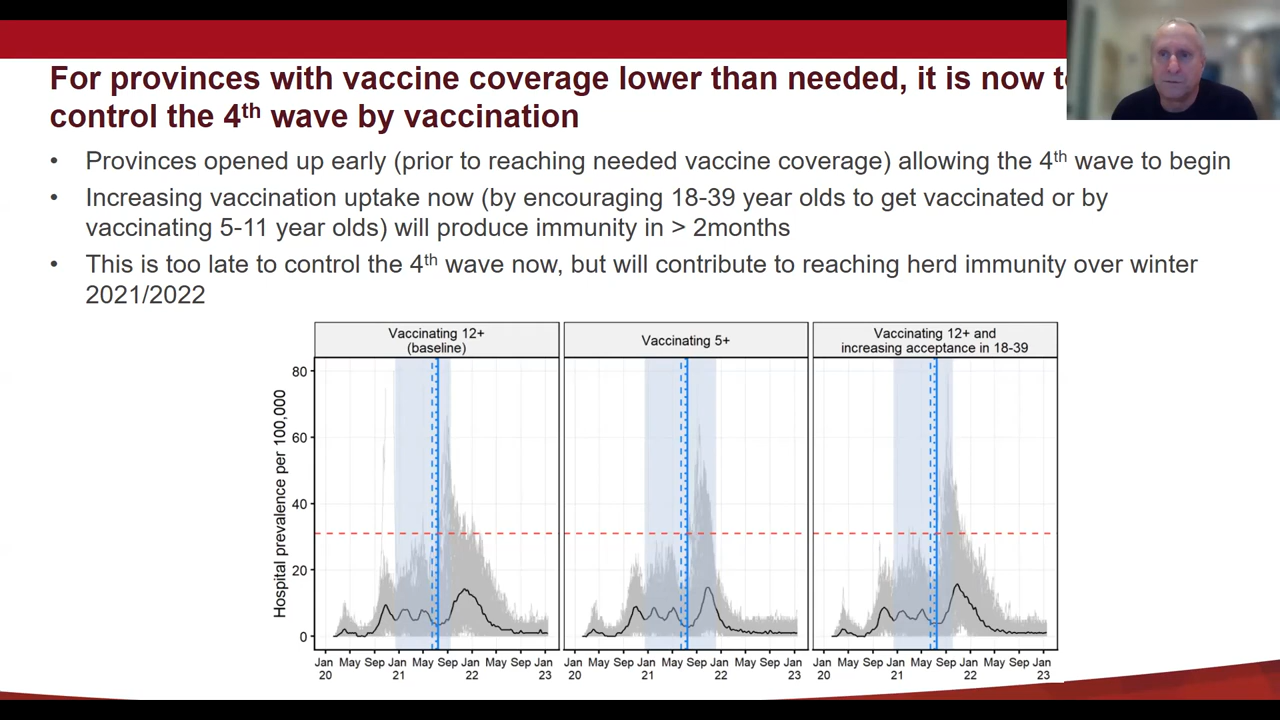 For provinces with vaccine coverage lower than needed, it is now
control the 4th wave by vaccination
• Provinces opened up early (prior to reaching needed vaccine coverage) allowing the 4th wave to begin
• Increasing vaccination uptake now (by encouraging 18-39 year olds to get vaccinated or by
vaccinating 5-11 year olds) will produce immunity in > 2months
• This is too late to control the 4th wave now, but will contribute to reaching herd immunity over winter
2021/2022
Vaccinating 12+
(baseline)
Vaccinating 5+
Vaccinating 12+ and
increasing acceptance in 18-39
Hospital prevalence per 100,000
80
60
40
20
0
Jan May Sep Jan May Sep Jan May Sep Jan
20 21 22 23
Jan May Sep Jan May Sep Jan May Sep Jan
20 21 22 23
Jan May Sep Jan May Sep Jan May Sep Jan
20 21 22 23